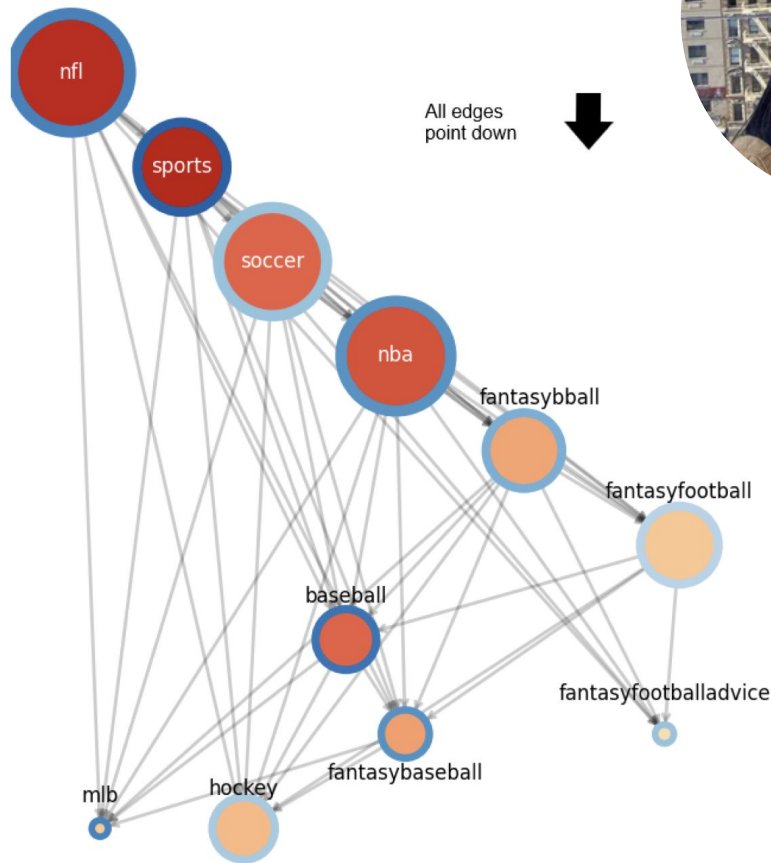 nfl
All edges
point down
sports
soccer
nba
fantasybball
fantasyfootball
baseball
fantasyfootballadvice
fantasybaseball
hockey
mlb